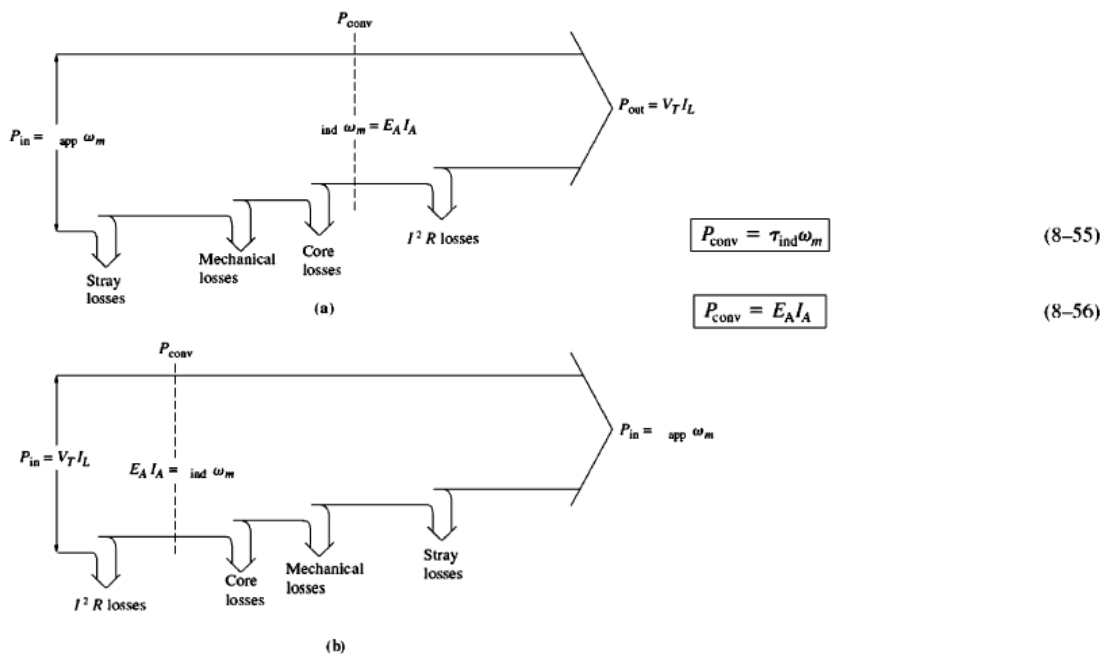 P_conv
P_in = app ω_m
ind ω_m = E_A I_A
P_out = V_T I_L
Stray
losses
Mechanical
losses
Core
losses
I² R losses
(a)
P_conv = τ_ind ω_m (8–55)
P_conv = E_A I_A (8–56)
P_conv
P_in = V_T I_L
E_A I_A = ind ω_m
P_in = app ω_m
I² R losses
Core
losses
Mechanical
losses
Stray
losses
(b)